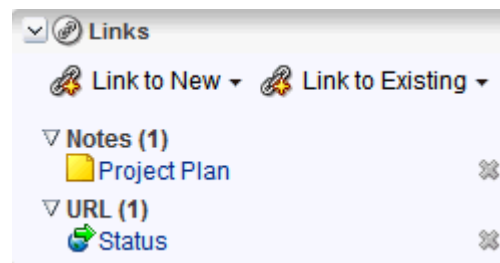 Links
Link to New Link to Existing
Notes (1)
Project Plan
URL (1)
Status